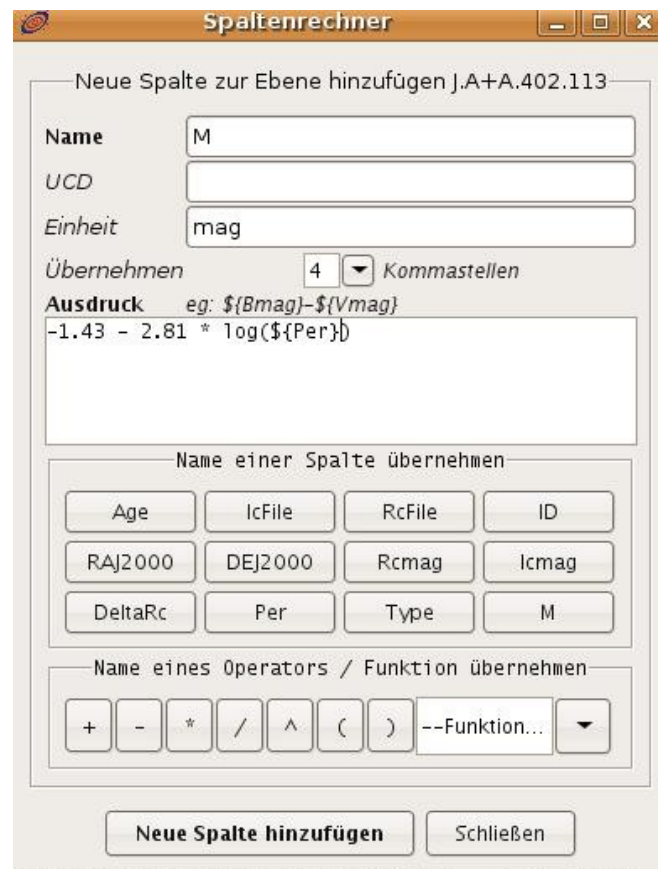 Spaltenrechner
Neue Spalte zur Ebene hinzufügen J.A+A.402.113
Name M
UCD
Einheit mag
Übernehmen 4 Kommastellen
Ausdruck eg: ${Bmag}-${Vmag}
-1.43 - 2.81 * log(${Per})
Name einer Spalte übernehmen
Age IcFile RcFile ID
RAJ2000 DEJ2000 Rcmag Icmag
DeltaRc Per Type M
Name eines Operators / Funktion übernehmen
+ - * / ^ ( ) --Funktion...
Neue Spalte hinzufügen Schließen